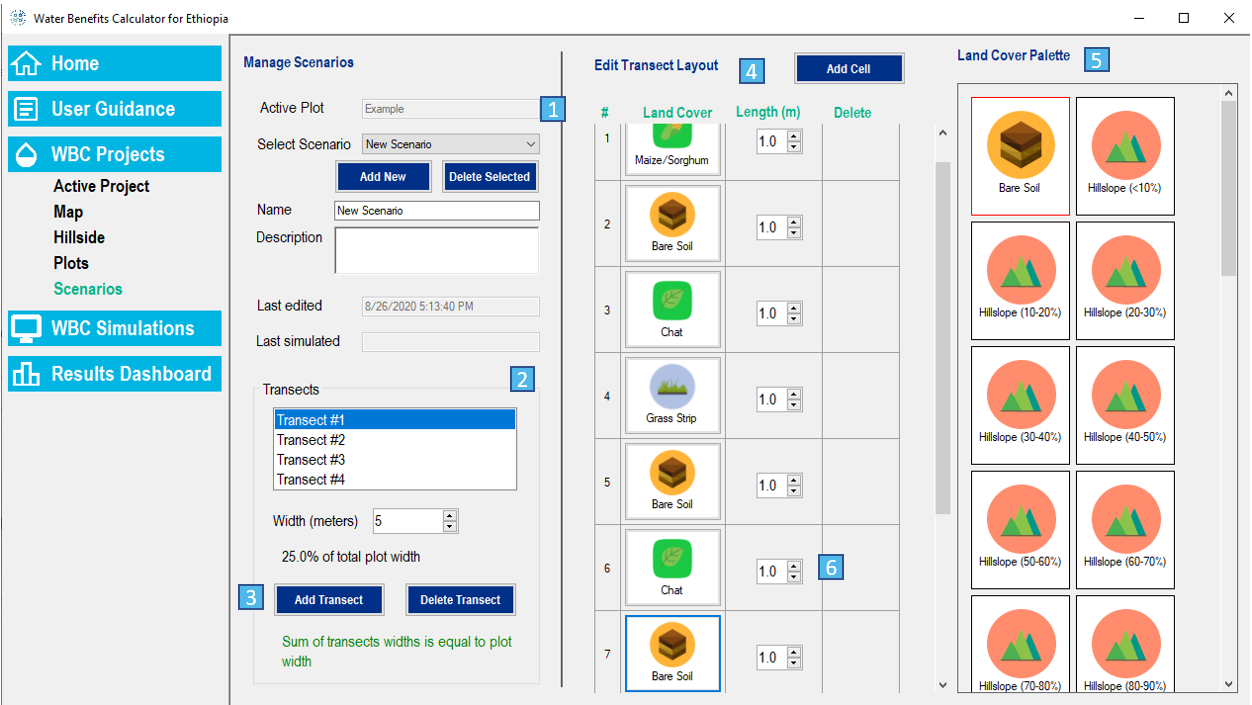 Water Benefits Calculator for Ethiopia
Home
User Guidance
WBC Projects
Active Project
Map
Hillside
Plots
Scenarios
WBC Simulations
Results Dashboard
Manage Scenarios
Active Plot Example 1
Select Scenario New Scenario
Add New Delete Selected
Name New Scenario
Description
Last edited 8/26/2020 5:13:40 PM
Last simulated
2
Transects
Transect #1
Transect #2
Transect #3
Transect #4
Width (meters) 5
25.0% of total plot width
3 Add Transect Delete Transect
Sum of transects widths is equal to plot
width
Edit Transect Layout 4 Add Cell
# Land Cover Length (m) Delete
1 Maize/Sorghum 1.0
2 Bare Soil 1.0
3 Chat 1.0
4 Grass Strip 1.0
5 Bare Soil 1.0
6 Chat 1.0 6
7 Bare Soil 1.0
Land Cover Palette 5
Bare Soil Hillslope (<10%)
Hillslope (10-20%) Hillslope (20-30%)
Hillslope (30-40%) Hillslope (40-50%)
Hillslope (50-60%) Hillslope (60-70%)
Hillslope (70-80%) Hillslope (80-90%)